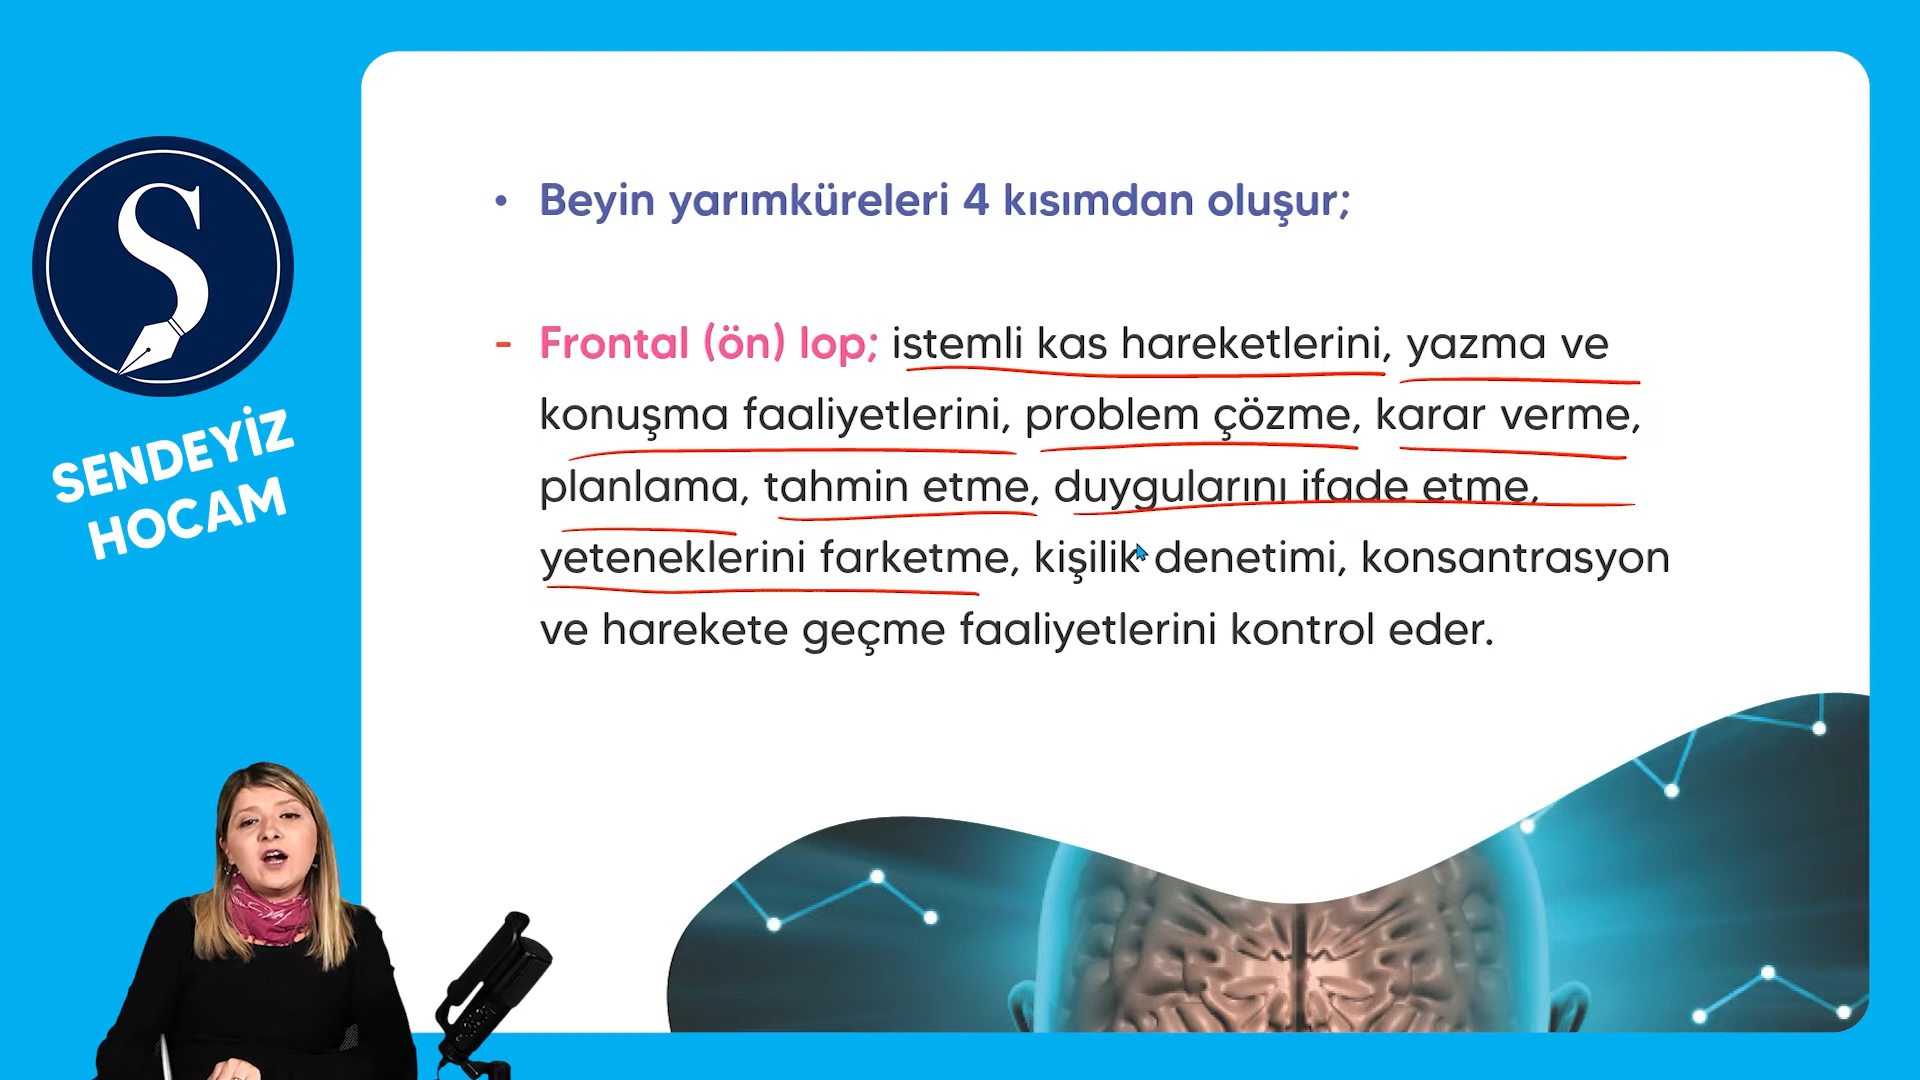 SENDEYİZ
HOCAM
• Beyin yarımküreleri 4 kısımdan oluşur;
- Frontal (ön) lop; istemli kas hareketlerini, yazma ve
konuşma faaliyetlerini, problem çözme, karar verme,
planlama, tahmin etme, duygularını ifade etme,
yeteneklerini farketme, kişilik denetimi, konsantrasyon
ve harekete geçme faaliyetlerini kontrol eder.